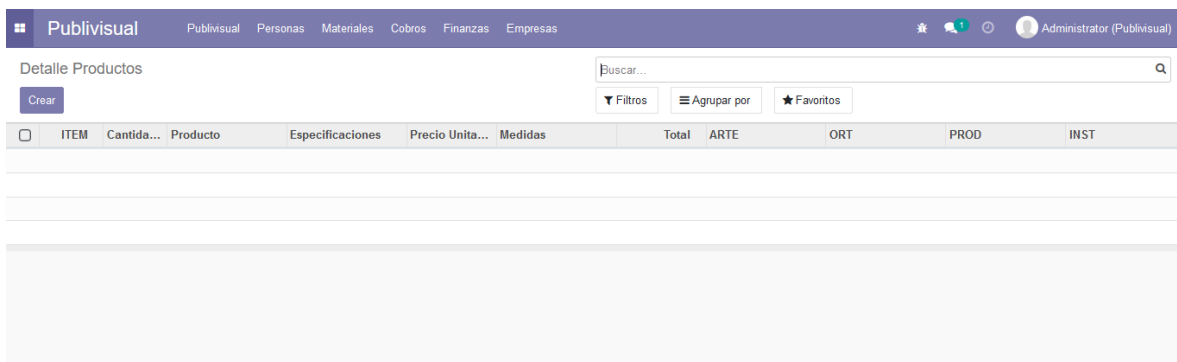 Publivisual Publivisual Personas Materiales Cobros Finanzas Empresas 1 Administrator (Publivisual)
Detalle Productos Buscar...
Crear Filtros Agrupar por Favoritos
ITEM Cantida... Producto Especificaciones Precio Unita... Medidas Total ARTE ORT PROD INST